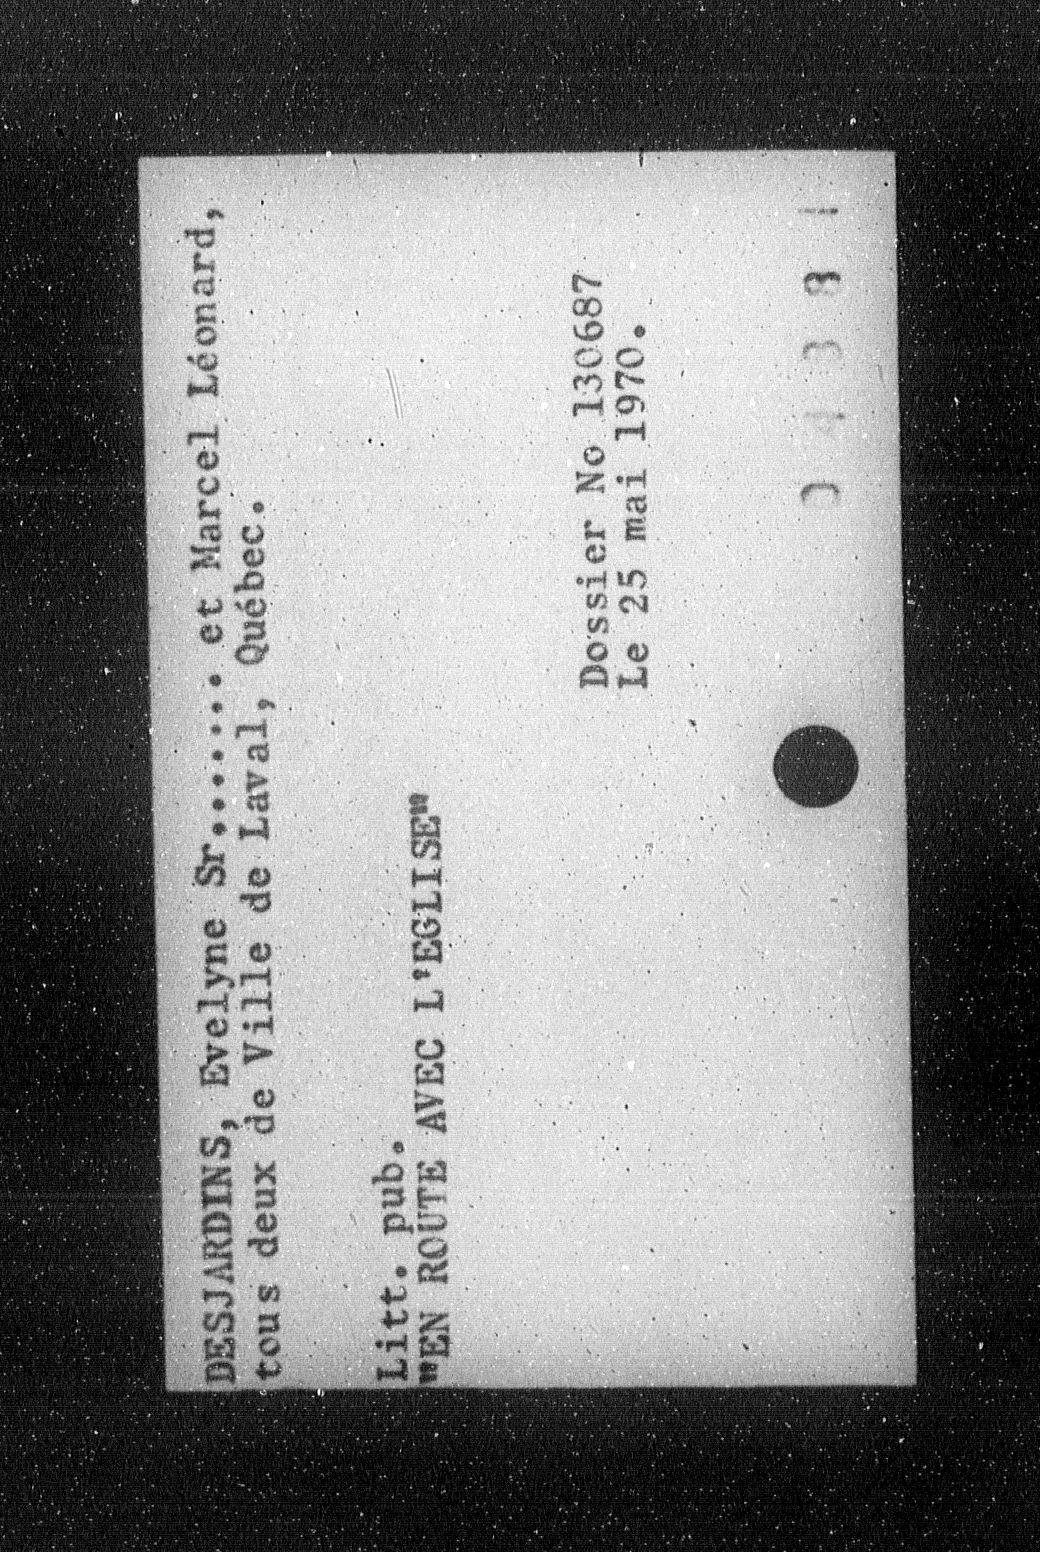 DESJARDINS, Evelyne Sr....... et Marcel Léonard,
tous deux de Ville de Laval, Québec.
Litt. pub.
"EN ROUTE AVEC L'EGLISE"
Dossier No 130687
Le 25 mai 1970.